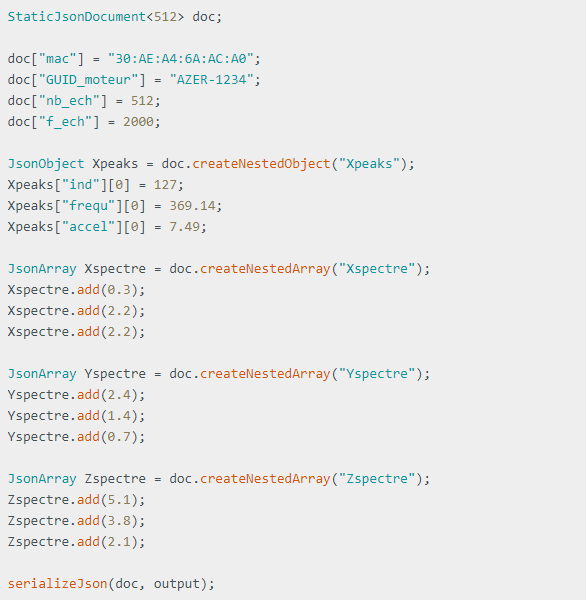 StaticJsonDocument<512> doc;
doc["mac"] = "30:AE:A4:6A:AC:A0";
doc["GUID_moteur"] = "AZER-1234";
doc["nb_ech"] = 512;
doc["f_ech"] = 2000;
JsonObject Xpeaks = doc.createNestedObject("Xpeaks");
Xpeaks["ind"][0] = 127;
Xpeaks["frequ"][0] = 369.14;
Xpeaks["accel"][0] = 7.49;
JsonArray Xspectre = doc.createNestedArray("Xspectre");
Xspectre.add(0.3);
Xspectre.add(2.2);
Xspectre.add(2.2);
JsonArray Yspectre = doc.createNestedArray("Yspectre");
Yspectre.add(2.4);
Yspectre.add(1.4);
Yspectre.add(0.7);
JsonArray Zspectre = doc.createNestedArray("Zspectre");
Zspectre.add(5.1);
Zspectre.add(3.8);
Zspectre.add(2.1);
serializeJson(doc, output);